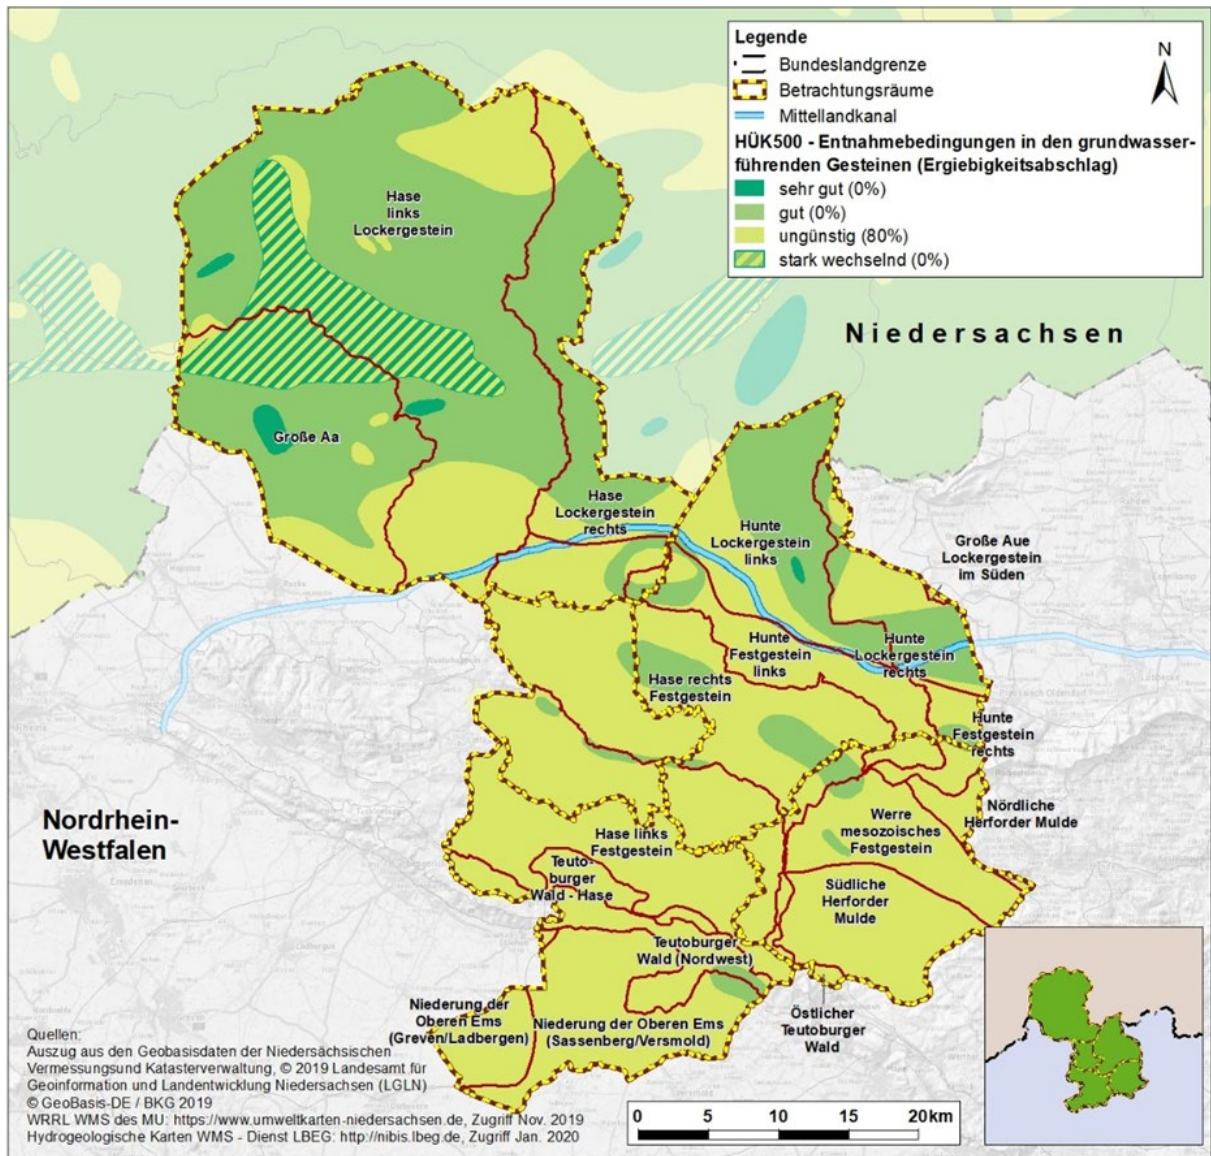 Legende
Bundeslandgrenze
Betrachtungsräume
Mittellandkanal
HÜK500 - Entnahmebedingungen in den grundwasser-
führenden Gesteinen (Ergiebigkeitsabschlag)
sehr gut (0%)
gut (0%)
ungünstig (80%)
stark wechselnd (0%)
N
Hase
links
Lockergestein
Niedersachsen
Große Aa
Hase
Lockergestein
rechts
Hunte
Lockergestein
links
Große Aue
Lockergestein
im Süden
Hunte
Festgestein
links
Hunte
Lockergestein
rechts
Hase rechts
Festgestein
Hunte
Festgestein
rechts
Nördliche
Herforder Mulde
Nordrhein-
Westfalen
Werre
mesozoisches
Festgestein
Hase links
Festgestein
Teuto-
burger
Wald - Hase
Südliche
Herforder
Mulde
Teutoburger
Wald (Nordwest)
Niederung der
Oberen Ems
(Greven/Ladbergen)
Niederung der Oberen Ems
(Sassenberg/Versmold)
Östlicher
Teutoburger
Wald
Quellen:
Auszug aus den Geobasisdaten der Niedersächsischen
Vermessungsund Katasterverwaltung, © 2019 Landesamt für
Geoinformation und Landentwicklung Niedersachsen (LGLN)
© GeoBasis-DE / BKG 2019
WRRL WMS des MU: https://www.umweltkarten-niedersachsen.de, Zugriff Nov. 2019
Hydrogeologische Karten WMS - Dienst LBEG: http://nibis.lbeg.de, Zugriff Jan. 2020
0 5 10 15 20 km